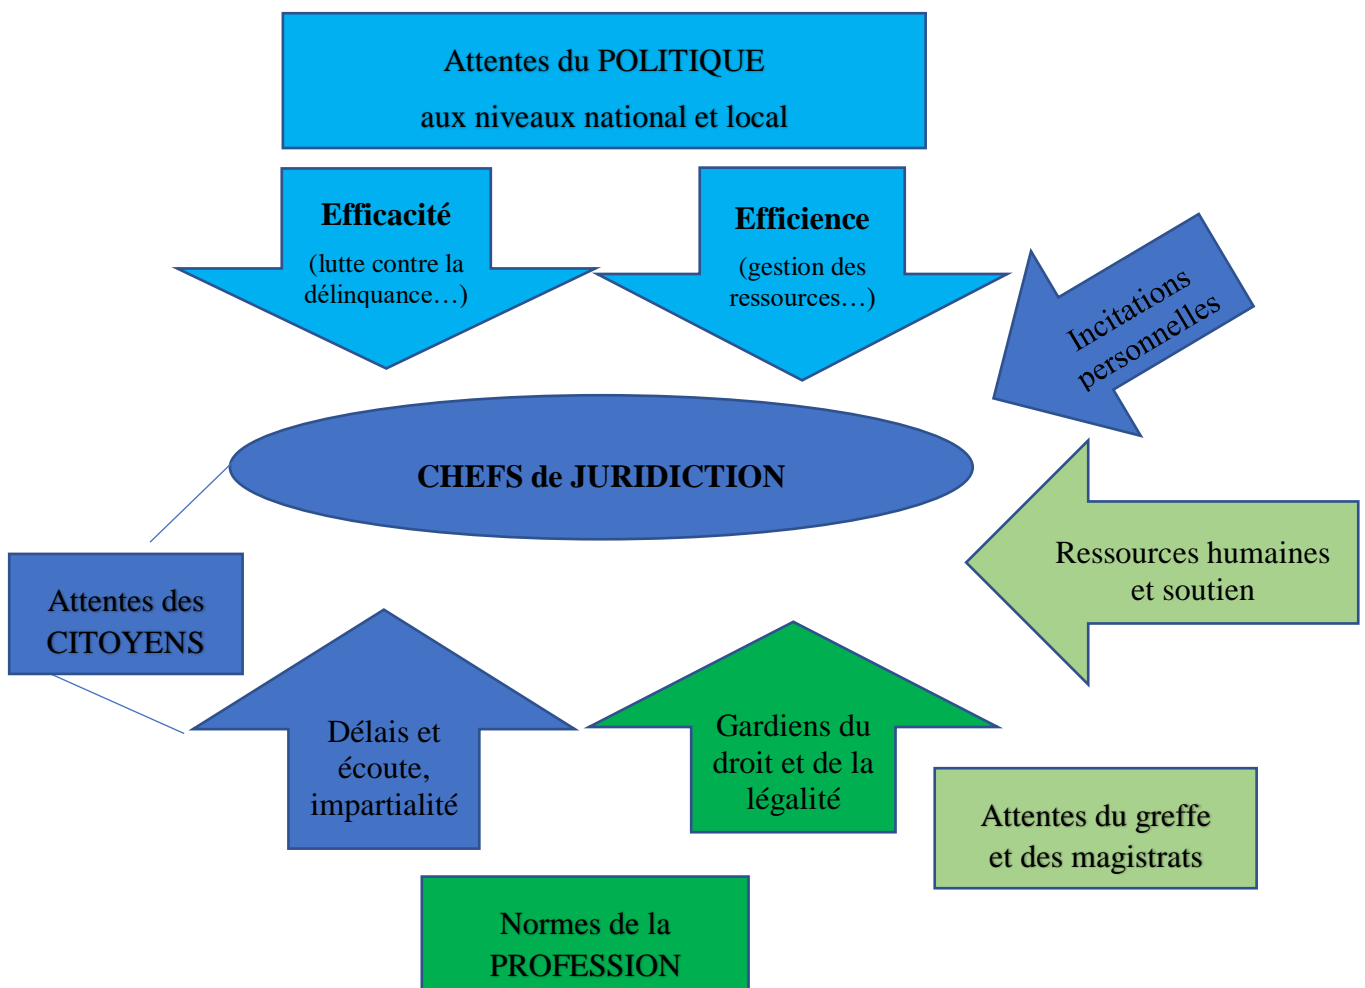 Attentes du POLITIQUE
aux niveaux national et local
Efficacité
(lutte contre la
délinquance…)
Efficience
(gestion des
ressources…)
Incitations
personnelles
CHEFS de JURIDICTION
Ressources humaines
et soutien
Attentes des
CITOYENS
Délais et
écoute,
impartialité
Gardiens du
droit et de la
légalité
Attentes du greffe
et des magistrats
Normes de la
PROFESSION